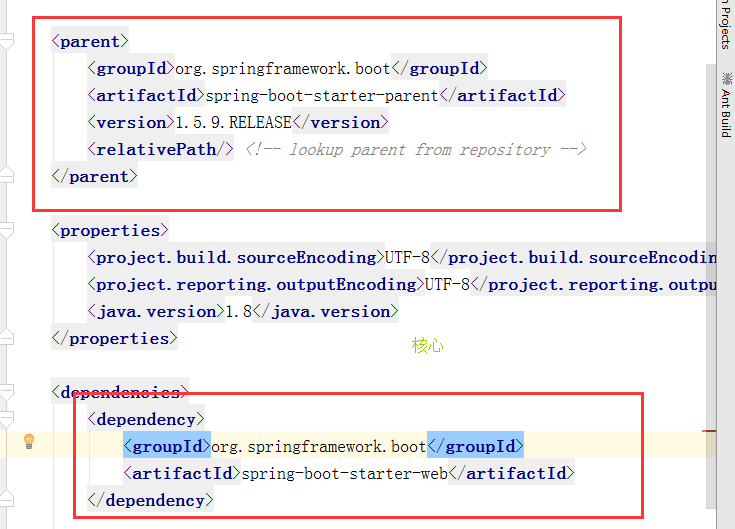 <parent>
<groupId>org.springframework.boot</groupId>
<artifactId>spring-boot-starter-parent</artifactId>
<version>1.5.9.RELEASE</version>
<relativePath/> <!-- lookup parent from repository -->
</parent>
<properties>
<project.build.sourceEncoding>UTF-8</project.build.sourceEncodin
<project.reporting.outputEncoding>UTF-8</project.reporting.outpu
<java.version>1.8</java.version>
</properties>
核心
<dependencies>
<dependency>
<groupId>org.springframework.boot</groupId>
<artifactId>spring-boot-starter-web</artifactId>
</dependency>
n Projects
Ant Build